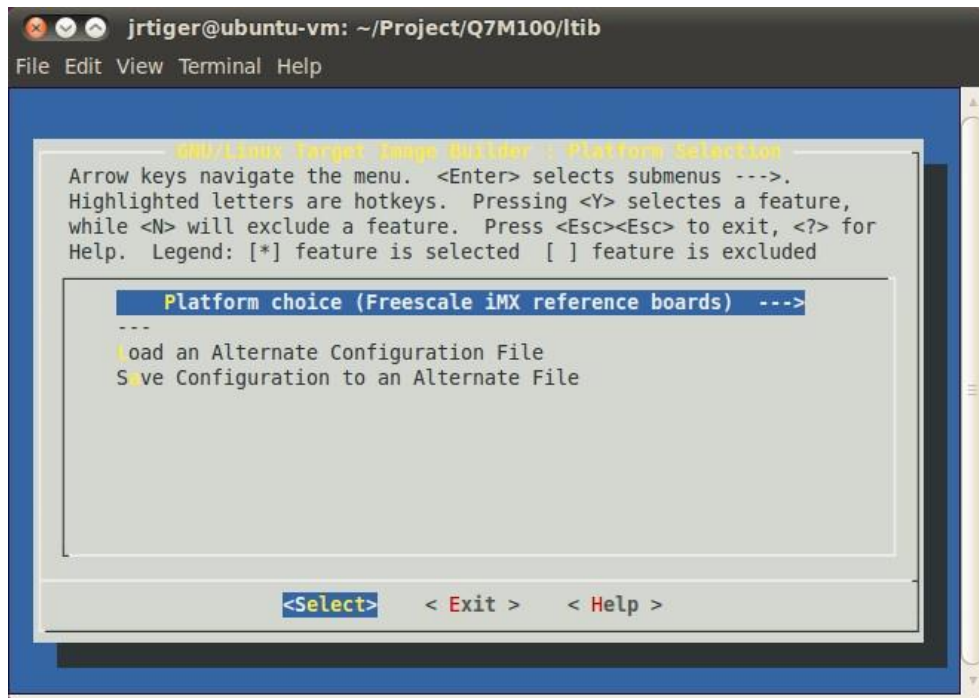 jrtiger@ubuntu-vm: ~/Project/Q7M100/ltib
File Edit View Terminal Help
GNU/Linux Target Image Builder : Platform Selection
Arrow keys navigate the menu. <Enter> selects submenus --->.
Highlighted letters are hotkeys. Pressing <Y> selectes a feature,
while <N> will exclude a feature. Press <Esc><Esc> to exit, <?> for
Help. Legend: [*] feature is selected [ ] feature is excluded
Platform choice (Freescale iMX reference boards) --->
---
Load an Alternate Configuration File
Save Configuration to an Alternate File
<Select> < Exit > < Help >